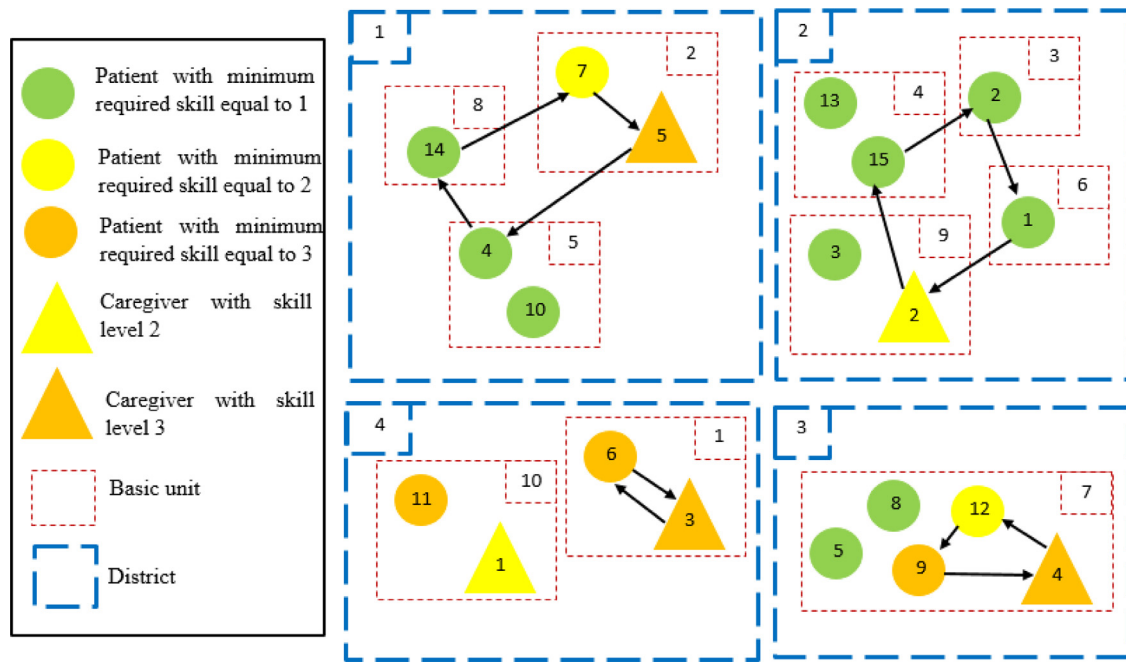 Patient with minimum
required skill equal to 1
Patient with minimum
required skill equal to 2
Patient with minimum
required skill equal to 3
Caregiver with skill
level 2
Caregiver with skill
level 3
Basic unit
District
1
2
7
5
8
14
4
5
10
2
3
2
4
13
15
6
1
9
3
2
4
1
6
3
10
11
1
3
7
8
12
5
9
4